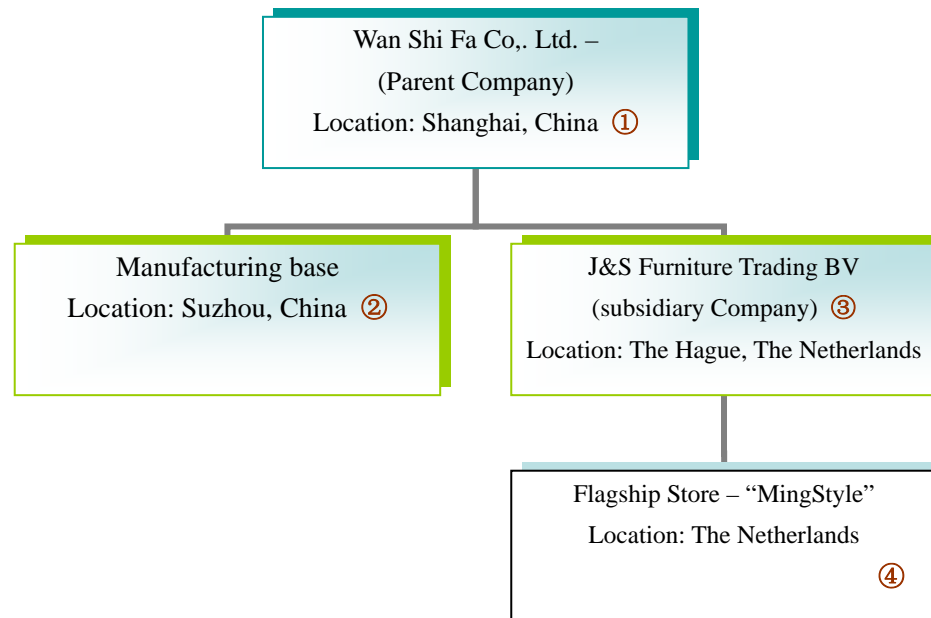 Wan Shi Fa Co,. Ltd. –
(Parent Company)
Location: Shanghai, China ①
Manufacturing base
Location: Suzhou, China ②
J&S Furniture Trading BV
(subsidiary Company) ③
Location: The Hague, The Netherlands
Flagship Store – “MingStyle”
Location: The Netherlands
④